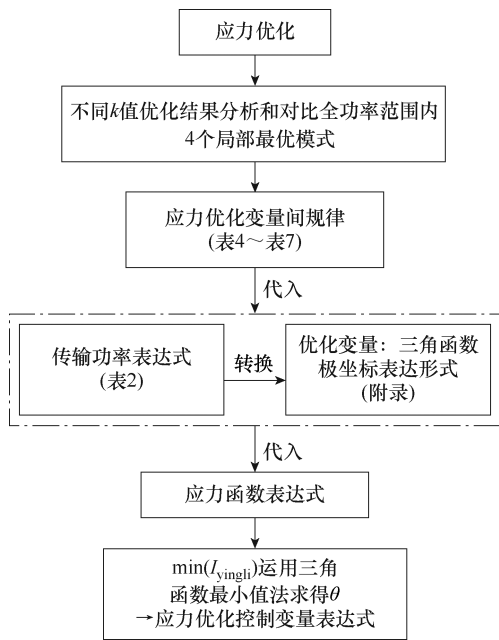 应力优化
不同k值优化结果分析和对比全功率范围内
4个局部最优模式
应力优化变量间规律
(表4～表7)
代入
传输功率表达式
(表2)
转换
优化变量：三角函数
极坐标表达形式
(附录)
代入
应力函数表达式
min(I_yingli)运用三角
函数最小值法求得θ
→应力优化控制变量表达式